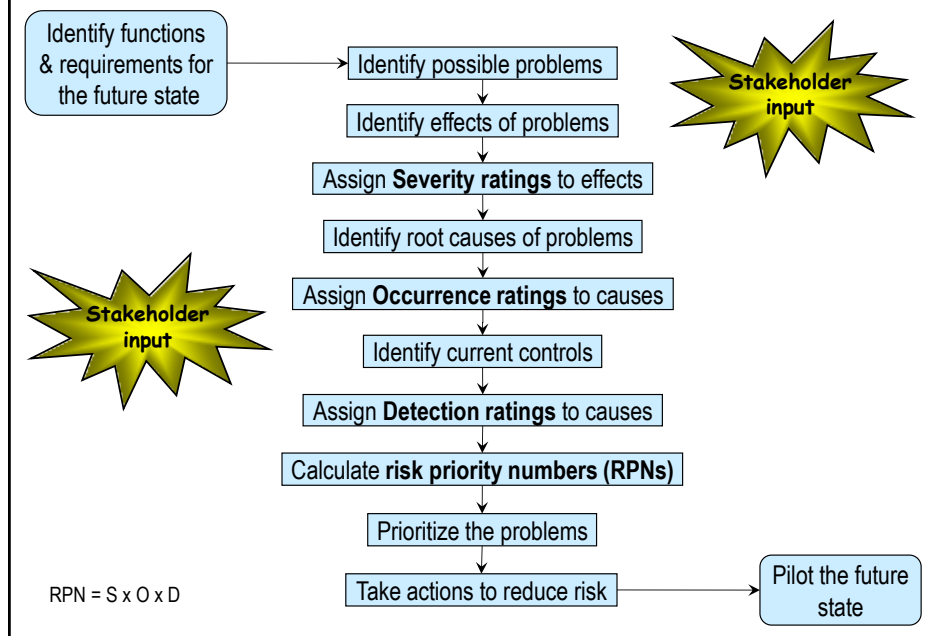 Identify functions
& requirements for
the future state
Identify possible problems
Stakeholder
input
Identify effects of problems
Assign Severity ratings to effects
Identify root causes of problems
Stakeholder
input
Assign Occurrence ratings to causes
Identify current controls
Assign Detection ratings to causes
Calculate risk priority numbers (RPNs)
Prioritize the problems
Take actions to reduce risk
Pilot the future
state
RPN = S x O x D